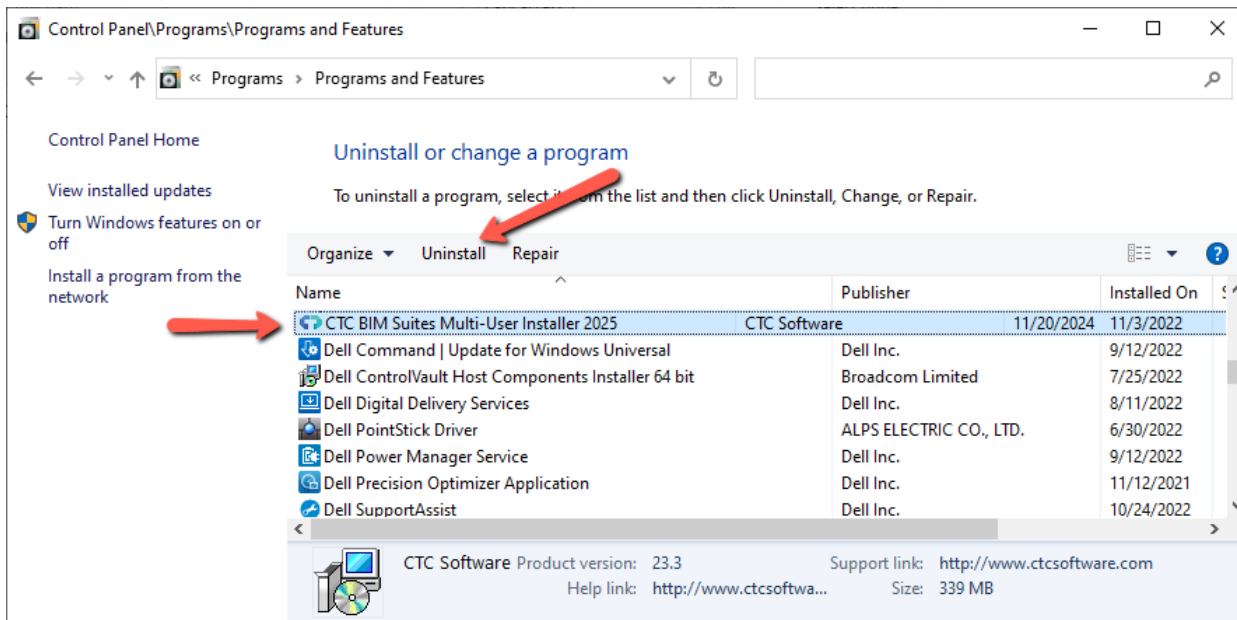 Control Panel\Programs\Programs and Features
« Programs > Programs and Features
Control Panel Home
Uninstall or change a program
View installed updates
To uninstall a program, select it from the list and then click Uninstall, Change, or Repair.
Turn Windows features on or
off
Install a program from the
network
Organize Uninstall Repair
Name Publisher Installed On S
CTC BIM Suites Multi-User Installer 2025 CTC Software 11/20/2024 11/3/2022
Dell Command | Update for Windows Universal Dell Inc. 9/12/2022
Dell ControlVault Host Components Installer 64 bit Broadcom Limited 7/25/2022
Dell Digital Delivery Services Dell Inc. 8/11/2022
Dell PointStick Driver ALPS ELECTRIC CO., LTD. 6/30/2022
Dell Power Manager Service Dell Inc. 9/12/2022
Dell Precision Optimizer Application Dell Inc. 11/12/2021
Dell SupportAssist Dell Inc. 10/24/2022
CTC Software Product version: 23.3 Support link: http://www.ctcsoftware.com
Help link: http://www.ctcsoftwa... Size: 339 MB